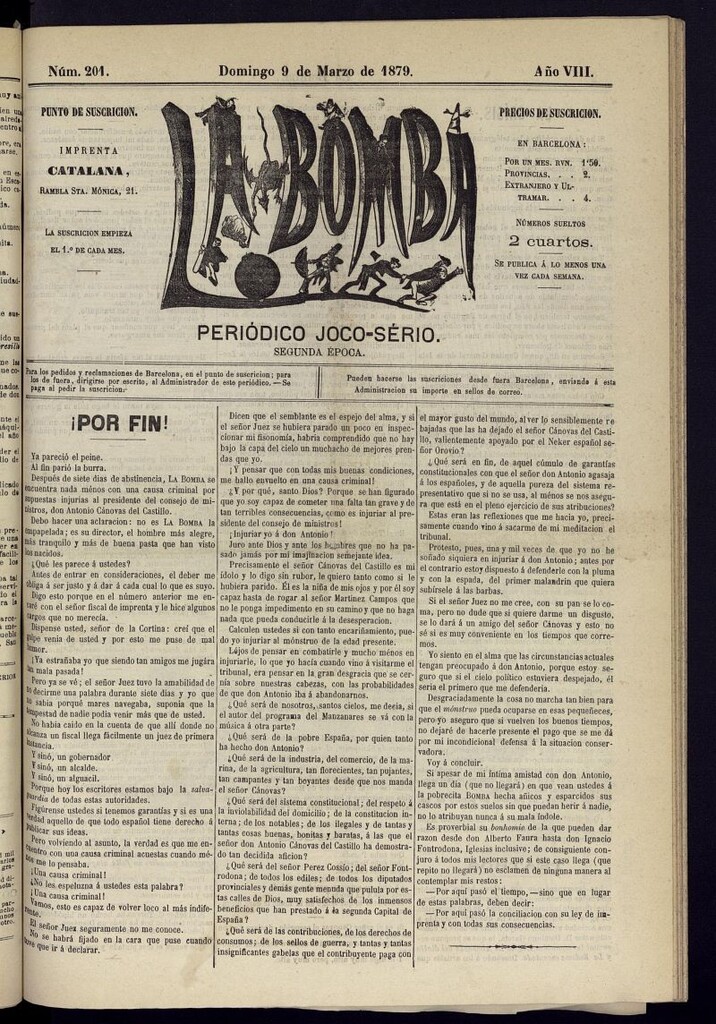 Núm. 201.
Domingo 9 de Marzo de 1879.
Año VIII.
PUNTO DE SUSCRICION.
IMPRENTA
CATALANA,
RAMBLA STA. MÓNICA, 21.
LA SUSCRICION EMPIEZA
EL 1.º DE CADA MES.
LA BOMBA
PRECIOS DE SUSCRICION.
EN BARCELONA:
POR UN MES. RVN. 1'50.
PROVINCIAS. . . 2.
EXTRANJERO Y UL-
TRAMAR. . . 4.
NÚMEROS SUELTOS
2 cuartos.
SE PUBLICA Á LO MENOS UNA
VEZ CADA SEMANA.
PERIÓDICO JOCO-SÉRIO.
SEGUNDA ÉPOCA.
Para los pedidos y reclamaciones de Barcelona, en el punto de suscricion; para
los de fuera, dirigirse por escrito, al Administrador de este periódico.—Se
paga al pedir la suscricion.
Pueden hacerse las suscriciones desde fuera Barcelona, enviando á esta
Administracion su importe en sellos de correo.
¡POR FIN!
Ya pareció el peine.
Al fin parió la burra.
Despues de siete dias de abstinencia, LA BOMBA se
encuentra nada ménos con una causa criminal por
supuestas injurias al presidente del consejo de mi-
nistros, don Antonio Cánovas del Castillo.
Debo hacer una aclaracion: no es LA BOMBA la
empapelada; es su director, el hombre más alegre,
más tranquilo y más de buena pasta que han visto
los nacidos.
¿Qué les parece á ustedes?
Antes de entrar en consideraciones, el deber me
obliga á ser justo y á dar á cada cual lo que es suyo.
Digo esto porque en el número anterior me en-
caré con el señor fiscal de imprenta y le hice algunos
cargos que no merecia.
Dispense usted, señor de la Cortina: creí que el
golpe venia de usted y por esto me puse de mal
humor.
¡Ya estrañaba yo que siendo tan amigos me jugára
tan mala pasada!
Pero ya se vé; el señor Juez tuvo la amabilidad de
no decirme una palabra durante siete dias y yo que
no sabia porqué mares navegaba, suponia que la
tempestad de nadie podia venir más que de usted.
No habia caido en la cuenta de que allí donde no
alcanza un fiscal llega fácilmente un juez de primera
instancia.
Y sinó, un gobernador.
Y sinó, un alcalde.
Y sinó, un alguacil.
Porque hoy los escritores estamos bajo la salva-
guardia de todas estas autoridades.
Figúrense ustedes si tenemos garantías y si es una
verdad aquello de que todo español tiene derecho á
publicar sus ideas.
Pero volviendo al asunto, la verdad es que me en-
cuentro con una causa criminal acuestas cuando mé-
nos me lo pensaba.
¡Una causa criminal!
¿No les espeluzna á ustedes esta palabra?
¡Una causa criminal!
Vamos, esto es capaz de volver loco al más indife-
rente.
El señor Juez seguramente no me conoce.
No se habrá fijado en la cara que puse cuando
tuve que ir á declarar.
Dicen que el semblante es el espejo del alma, y si
el señor Juez se hubiera parado un poco en inspec-
cionar mi fisonomía, habria comprendido que no hay
bajo la capa del cielo un muchacho de mejores pren-
das que yo.
¡Y pensar que con todas mis buenas condiciones,
me hallo envuelto en una causa criminal!
¿Y por qué, santo Dios? Porque se han figurado
que yo soy capaz de cometer una falta tan grave y de
tan terribles consecuencias, como es injuriar al pre-
sidente del consejo de ministros!
¡Injuriar yo á don Antonio!
Juro ante Dios y ante los hombres que no ha pa-
sado jamás por mi imaginacion semejante idea.
Precisamente el señor Cánovas del Castillo es mi
ídolo y lo digo sin rubor, le quiero tanto como si le
hubiera parido. Él es la niña de mis ojos y por él soy
capaz hasta de rogar al señor Martinez Campos que
no le ponga impedimento en su camino y que no haga
nada que pueda conducirle á la desesperacion.
Calculen ustedes si con tanto encariñamiento, pue-
do yo injuriar al mónstruo de la edad presente.
Léjos de pensar en combatirle y mucho ménos en
injuriarle, lo que yo hacía cuando iba á visitarme el
tribunal, era pensar en la gran desgracia que se cer-
nia sobre nuestras cabezas, con las probabilidades
de que don Antonio iba á abandonarnos.
¿Qué será de nosotros, santos cielos, me decia, si
el autor del programa del Manzanares se vá con la
música á otra parte?
¿Qué será de la pobre España, por quien tanto
ha hecho don Antonio?
¿Qué será de la industria, del comercio, de la ma-
rina, de la agricultura, tan florecientes, tan pujantes,
tan campantes y tan boyantes desde que nos manda
el señor Cánovas?
¿Qué será del sistema constitucional; del respeto á
la inviolabilidad del domicilio; de la constitucion in-
terna; de los notables; de los ilegales y de tantas y
tantas cosas buenas, bonitas y baratas, á las que el
señor don Antonio Cánovas del Castillo ha demostra-
do tan decidida aficion?
¿Qué será del señor Perez Cossio; del señor Font-
rodona; de todos los ediles; de todos los diputados
provinciales y demás gente menuda que pulula por es-
tas calles de Dios, muy satisfechos de los inmensos
beneficios que han prestado á la segunda Capital de
España?
¿Qué será de las contribuciones, de los derechos de
consumos; de los sellos de guerra, y tantas y tantas
insignificantes gabelas que el contribuyente paga con
el mayor gusto del mundo, al ver lo sensiblemente re
bajadas que las ha dejado el señor Cánovas del Casti-
llo, valientemente apoyado por el Neker español se-
ñor Orovio?
¿Qué será en fin, de aquel cúmulo de garantías
constitucionales con que el señor don Antonio agasaja
á los españoles, y de aquella pureza del sistema re-
presentativo que si no se usa, al ménos se nos asegu-
ra que está en el pleno ejercicio de sus atribuciones?
Estas eran las reflexiones que me hacia yo, preci-
samente cuando vino á sacarme de mi meditacion el
tribunal.
Protesto, pues, una y mil veces, de que yo no he
soñado siquiera en injuriar á don Antonio; antes por
el contrario estoy dispuesto á defenderle con la pluma
y con la espada, del primer malandrin que quiera
subírsele á las barbas.
Si el señor Juez no me cree, con su pan se lo co-
ma, pero no dude que si quiere darme un disgusto,
se lo dará á un amigo del señor Cánovas y esto no
sé si es muy conveniente en los tiempos que corre-
mos.
Yo siento en el alma que las circunstancias actuales
tengan preocupado á don Antonio, porque estoy se-
guro que si el cielo político estuviera despejado, él
seria el primero que me defenderia.
Desgraciadamente la cosa no marcha tan bien para
que el mónstruo pueda ocuparse en esas pequeñeces,
pero yo aseguro que si vuelven los buenos tiempos,
no dejaré de hacerle presente el pago que se me dá
por mi incondicional defensa á la situacion conser-
vadora.
Voy á concluir.
Si apesar de mi íntima amistad con don Antonio,
llega un dia (que no llegará) en que vean ustedes á
la pobrecita BOMBA hecha añicos y esparcidos sus
cascos por estos suelos sin que puedan herir á nadie,
no lo atribuyan nunca á su mala índole.
Es proverbial su bonhomie de la que pueden dar
razon desde don Alberto Faura hasta don Ignacio
Fontrodona, Iglesias inclusive; de consiguiente con-
juro á todos mis lectores que si este caso llega (que
repito no llegará) no esclamen de ninguna manera al
contemplar mis restos:
—Por aquí pasó el tiempo,—sino que en lugar de
estas palabras, deben decir:
—Por aquí pasó la conciliacion con su ley de im-
prenta y con todas sus consecuencias.